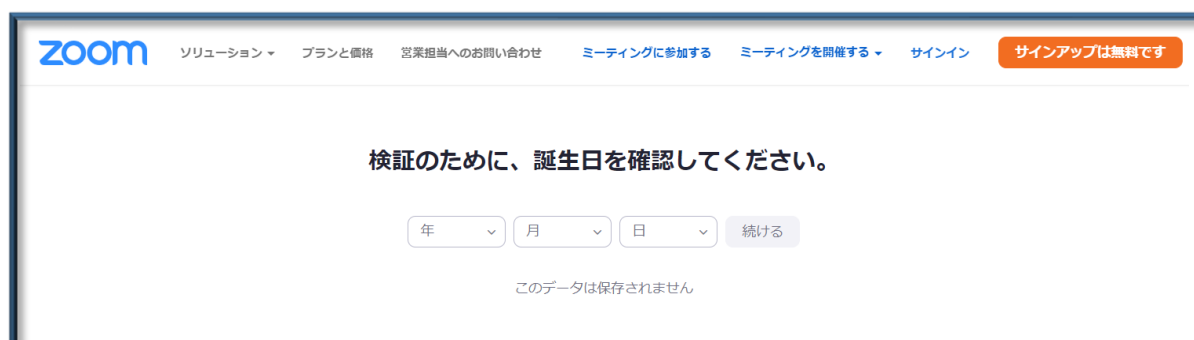 zoom ソリューション プランと価格 営業担当へのお問い合わせ ミーティングに参加する ミーティングを開催する サインイン サインアップは無料です
検証のために、誕生日を確認してください。
年 月 日 続ける
このデータは保存されません